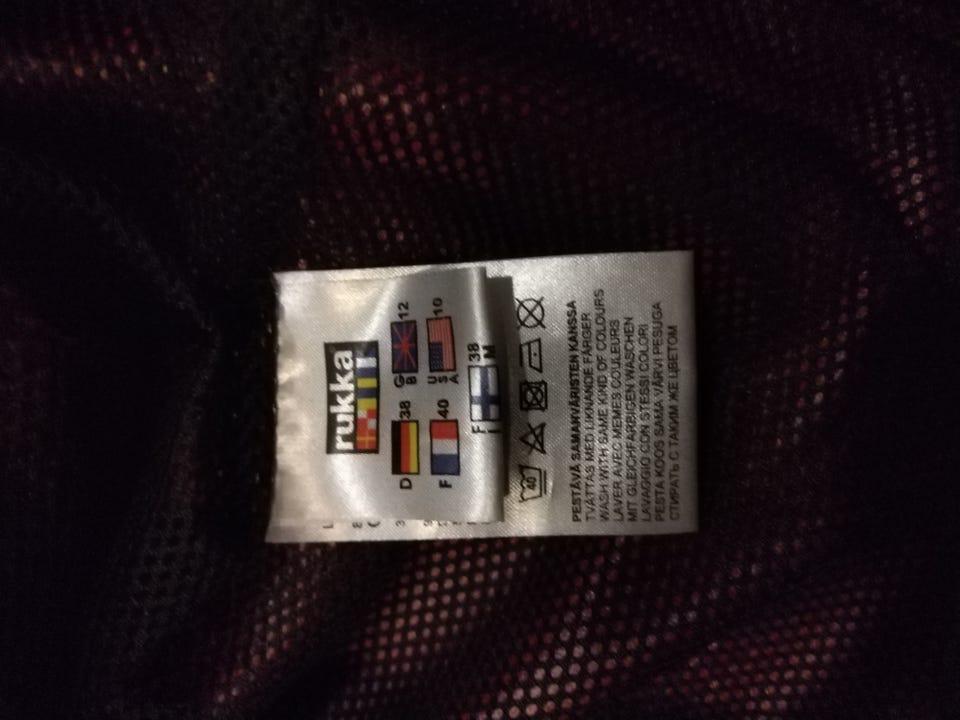 rukka
D 38 GB 12
F 40 USA 10
FI 38
M
40
PESTÄVÄ SAMANVÄRISTEN KANSSA
TVÄTTAS MED LIKNANDE FÄRGER
WASH WITH SAME KIND OF COLOURS
LAVER AVEC MEMES COULEURS
MIT GLEICHFARBIGEN WASCHEN
LAVAGGIO CON STESSI COLORI
PESTA KOOS SAMA VÄRVI PESUGA
СТИРАТЬ С ТАКИМ ЖЕ ЦВЕТОМ